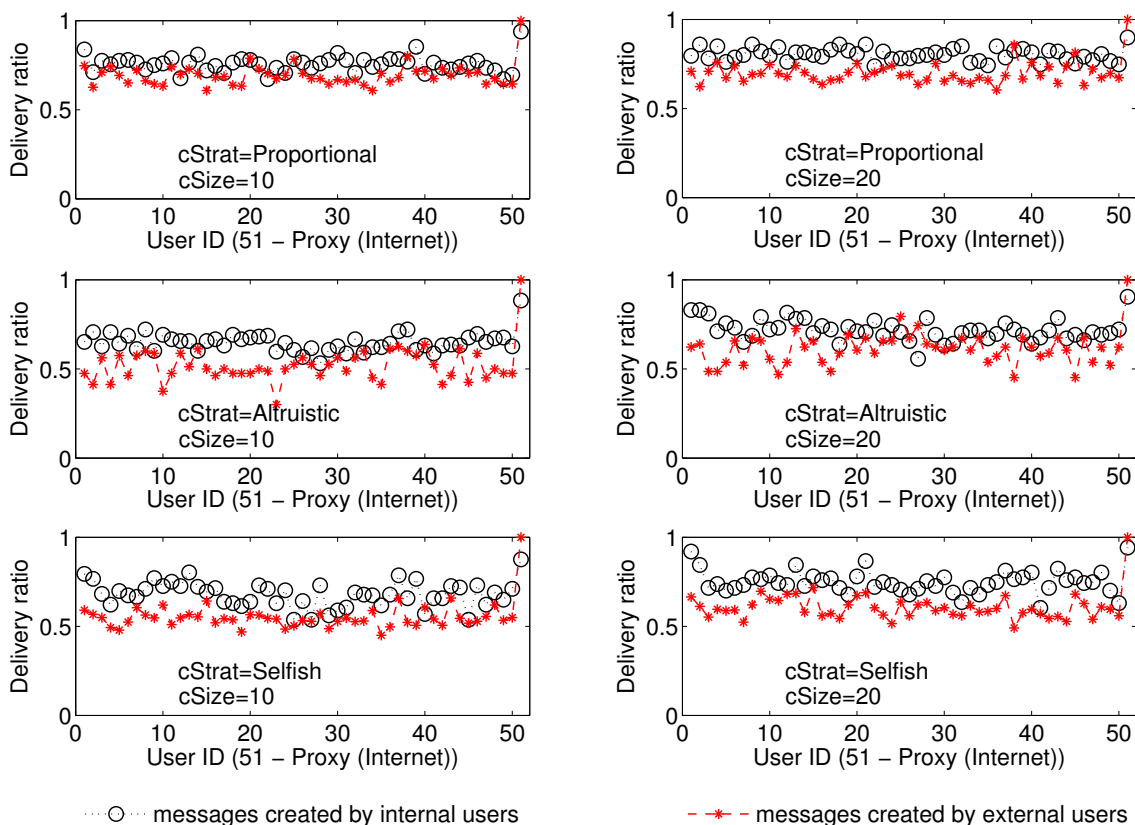 1
0.5
0
Delivery ratio
cStrat=Proportional
cSize=10
0 10 20 30 40 50
User ID (51 − Proxy (Internet))
1
0.5
0
Delivery ratio
cStrat=Proportional
cSize=20
0 10 20 30 40 50
User ID (51 − Proxy (Internet))
1
0.5
0
Delivery ratio
cStrat=Altruistic
cSize=10
0 10 20 30 40 50
User ID (51 − Proxy (Internet))
1
0.5
0
Delivery ratio
cStrat=Altruistic
cSize=20
0 10 20 30 40 50
User ID (51 − Proxy (Internet))
1
0.5
0
Delivery ratio
cStrat=Selfish
cSize=10
0 10 20 30 40 50
User ID (51 − Proxy (Internet))
1
0.5
0
Delivery ratio
cStrat=Selfish
cSize=20
0 10 20 30 40 50
User ID (51 − Proxy (Internet))
messages created by internal users
messages created by external users